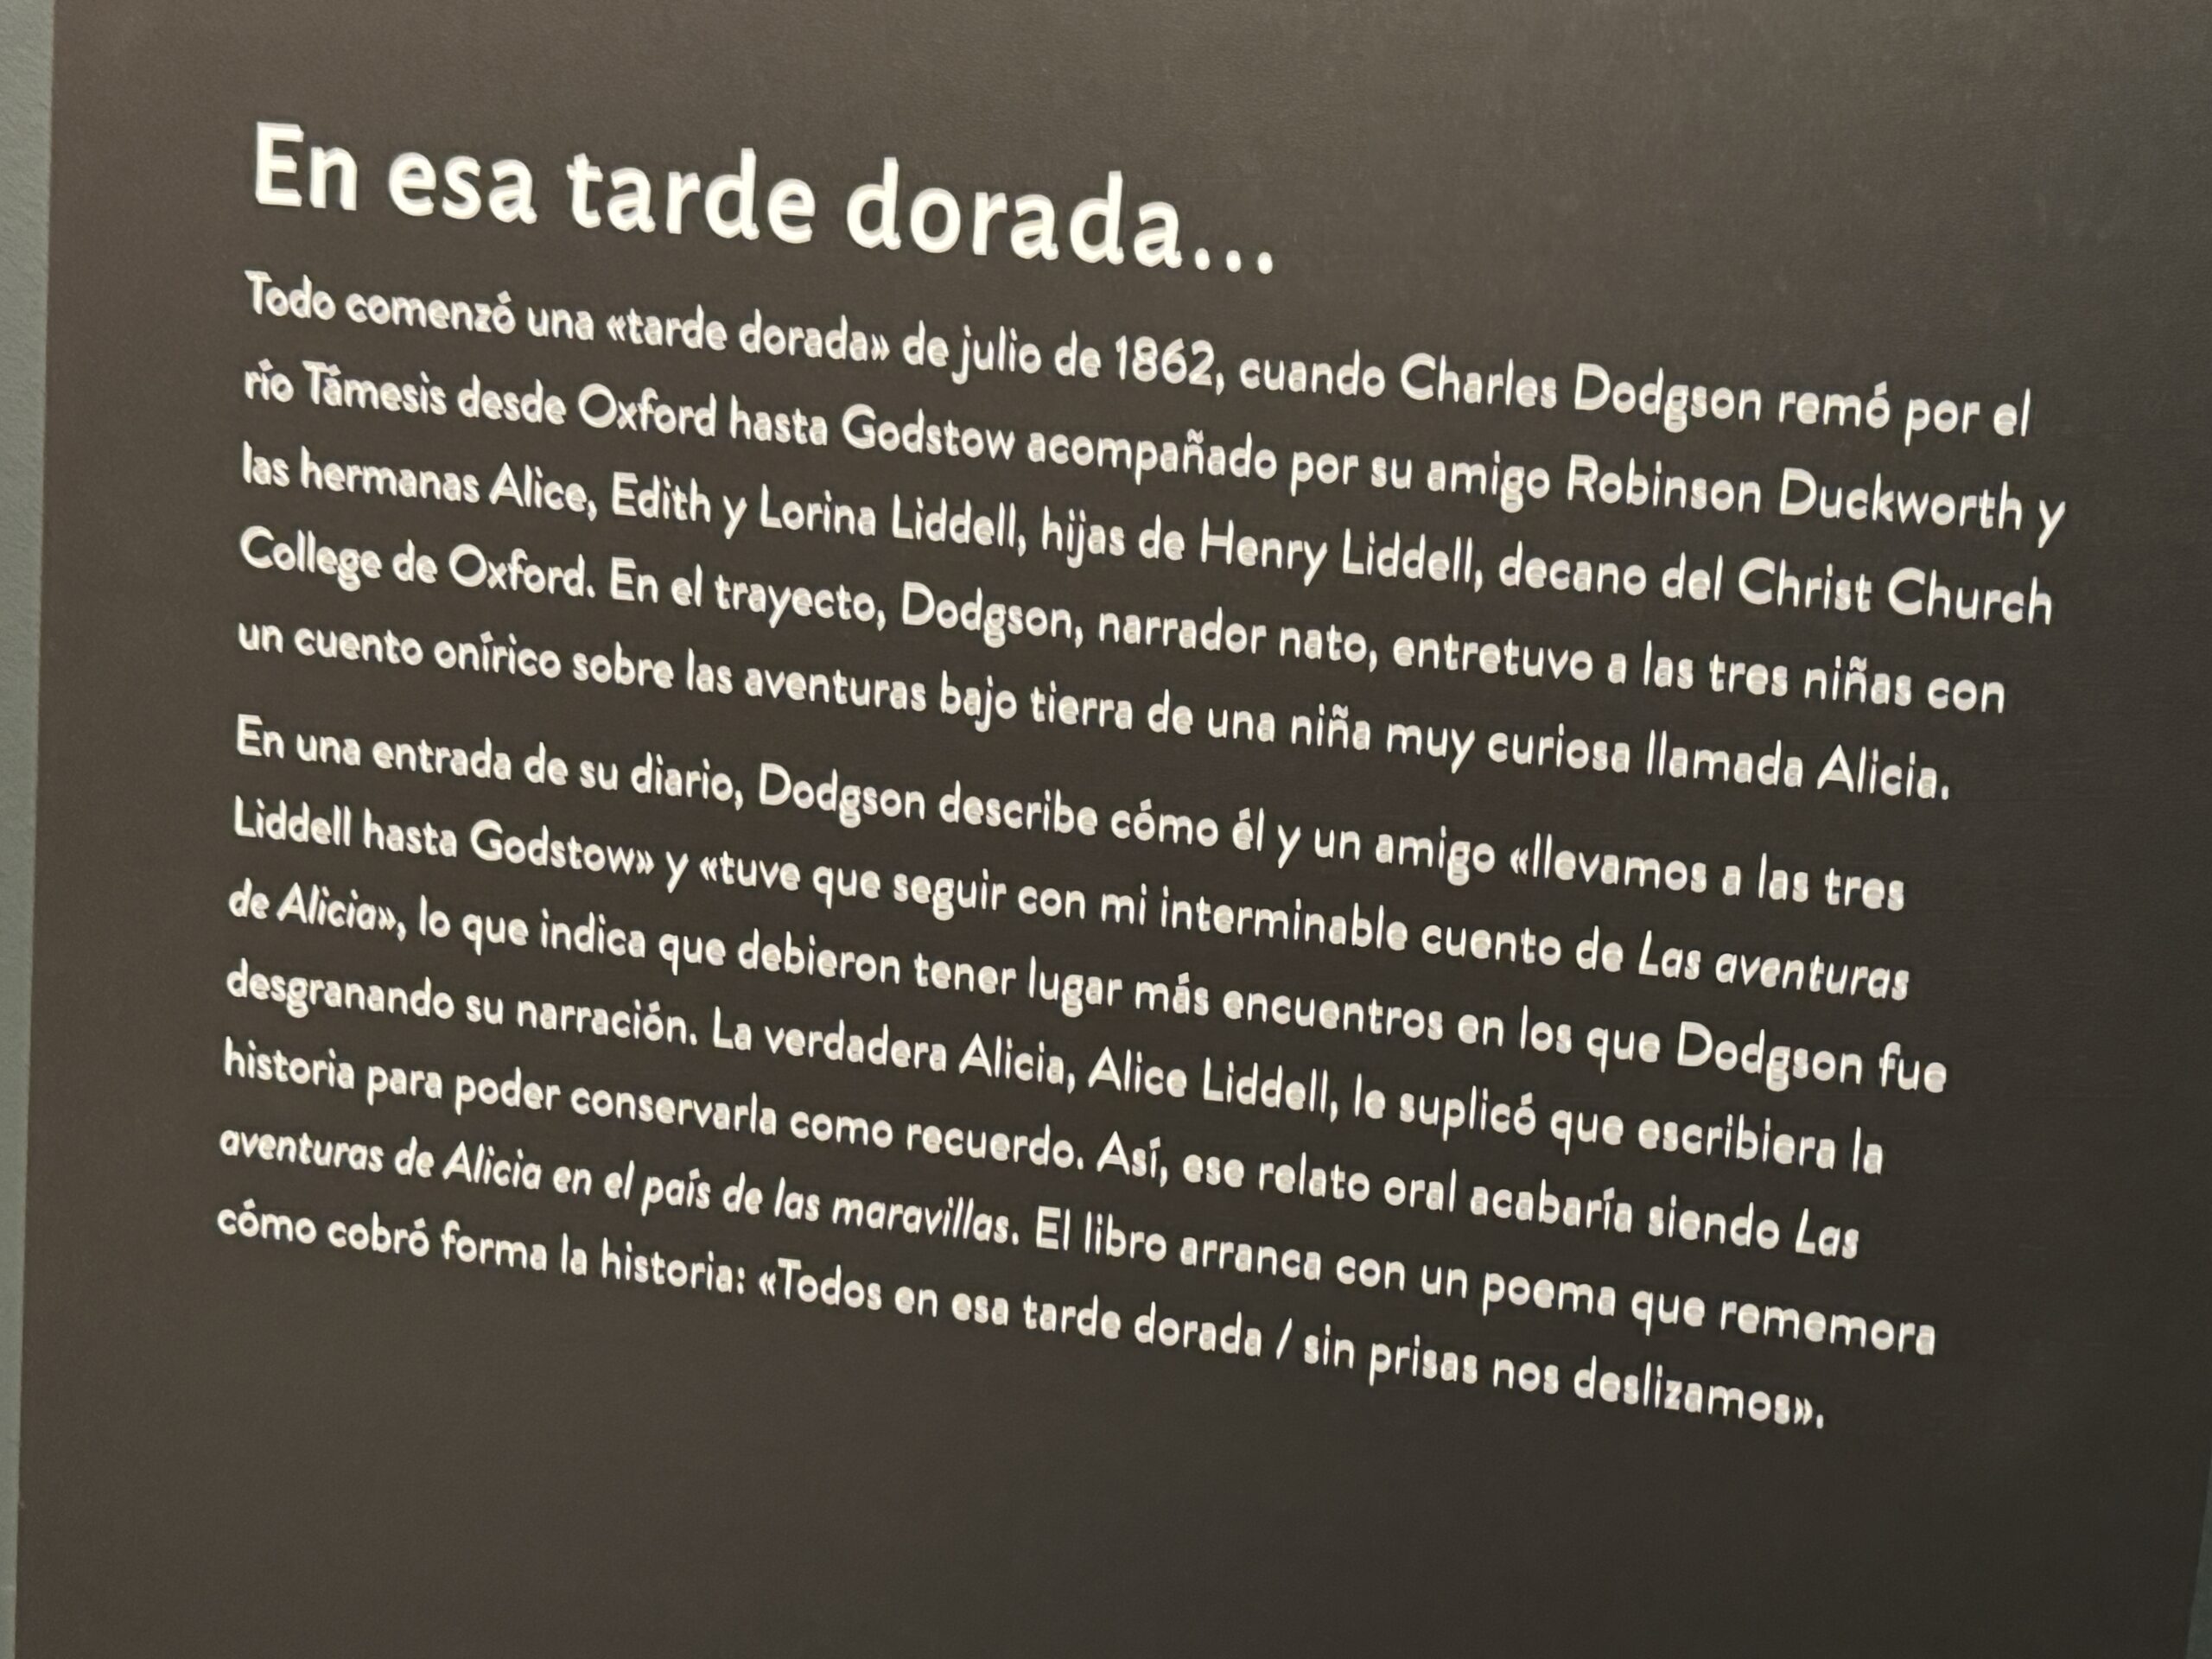 En esa tarde dorada...
Todo comenzó una «tarde dorada» de julio de 1862, cuando Charles Dodgson remó por el
río Támesis desde Oxford hasta Godstow acompañado por su amigo Robinson Duckworth y
las hermanas Alice, Edith y Lorina Liddell, hijas de Henry Liddell, decano del Christ Church
College de Oxford. En el trayecto, Dodgson, narrador nato, entretuvo a las tres niñas con
un cuento onírico sobre las aventuras bajo tierra de una niña muy curiosa llamada Alicia.
En una entrada de su diario, Dodgson describe cómo él y un amigo «llevamos a las tres
Liddell hasta Godstow» y «tuve que seguir con mi interminable cuento de Las aventuras
de Alicia», lo que indica que debieron tener lugar más encuentros en los que Dodgson fue
desgranando su narración. La verdadera Alicia, Alice Liddell, le suplicó que escribiera la
historia para poder conservarla como recuerdo. Así, ese relato oral acabaría siendo Las
aventuras de Alicia en el país de las maravillas. El libro arranca con un poema que rememora
cómo cobró forma la historia: «Todos en esa tarde dorada / sin prisas nos deslizamos».